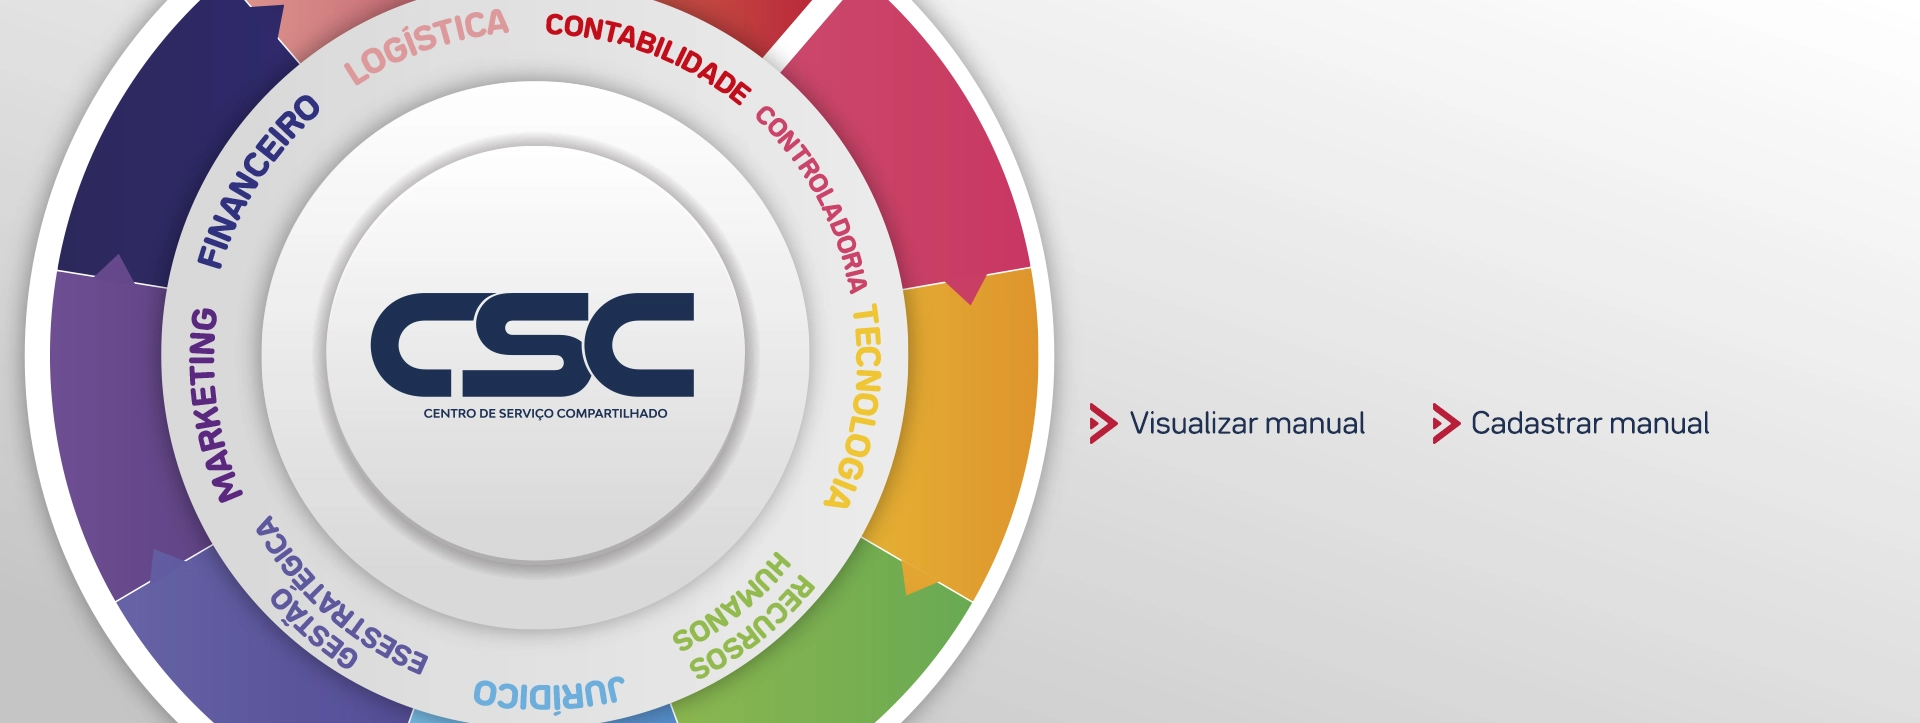 LOGÍSTICA
CONTABILIDADE
CONTROLADORIA
TECNOLOGIA
RECURSOS
HUMANOS
JURÍDICO
GESTÃO
ESESTRATÉGICA
MARKETING
FINANCEIRO
CSC
CENTRO DE SERVIÇO COMPARTILHADO
Visualizar manual
Cadastrar manual